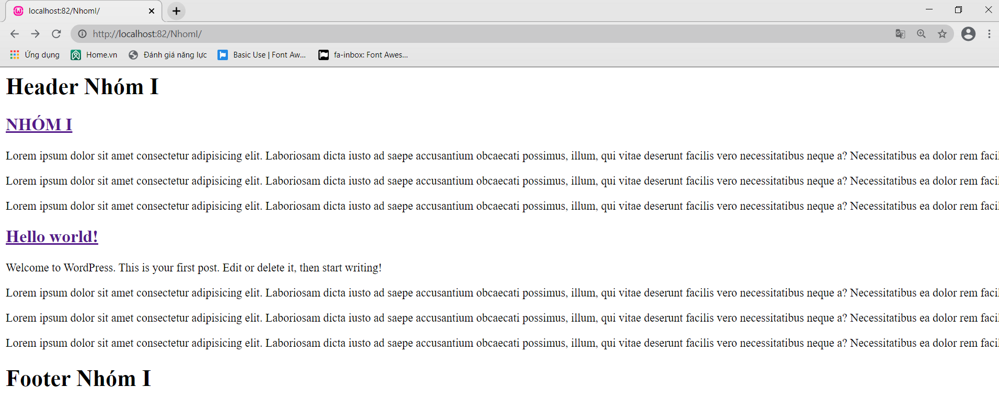 localhost:82/NhomI/
http://localhost:82/NhomI/
Ứng dụng Home.vn Đánh giá năng lực Basic Use | Font Aw... fa-inbox: Font Awes...
Header Nhóm I
NHÓM I
Lorem ipsum dolor sit amet consectetur adipisicing elit. Laboriosam dicta iusto ad saepe accusantium obcaecati possimus, illum, qui vitae deserunt facilis vero necessitatibus neque a? Necessitatibus ea dolor rem facil
Lorem ipsum dolor sit amet consectetur adipisicing elit. Laboriosam dicta iusto ad saepe accusantium obcaecati possimus, illum, qui vitae deserunt facilis vero necessitatibus neque a? Necessitatibus ea dolor rem facil
Lorem ipsum dolor sit amet consectetur adipisicing elit. Laboriosam dicta iusto ad saepe accusantium obcaecati possimus, illum, qui vitae deserunt facilis vero necessitatibus neque a? Necessitatibus ea dolor rem facil
Hello world!
Welcome to WordPress. This is your first post. Edit or delete it, then start writing!
Lorem ipsum dolor sit amet consectetur adipisicing elit. Laboriosam dicta iusto ad saepe accusantium obcaecati possimus, illum, qui vitae deserunt facilis vero necessitatibus neque a? Necessitatibus ea dolor rem facil
Lorem ipsum dolor sit amet consectetur adipisicing elit. Laboriosam dicta iusto ad saepe accusantium obcaecati possimus, illum, qui vitae deserunt facilis vero necessitatibus neque a? Necessitatibus ea dolor rem facil
Lorem ipsum dolor sit amet consectetur adipisicing elit. Laboriosam dicta iusto ad saepe accusantium obcaecati possimus, illum, qui vitae deserunt facilis vero necessitatibus neque a? Necessitatibus ea dolor rem facil
Footer Nhóm I